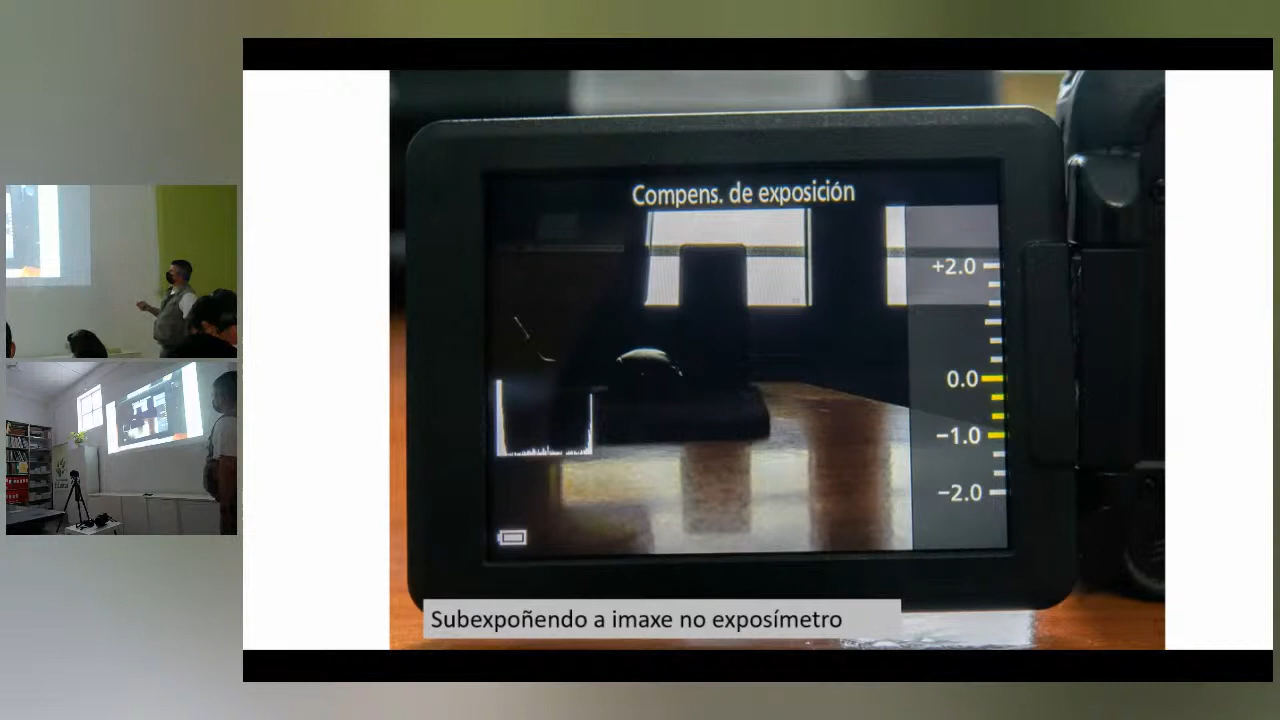 Compens. de exposición
+2.0
0.0
−1.0
−2.0
Subexpoñendo a imaxe no exposímetro